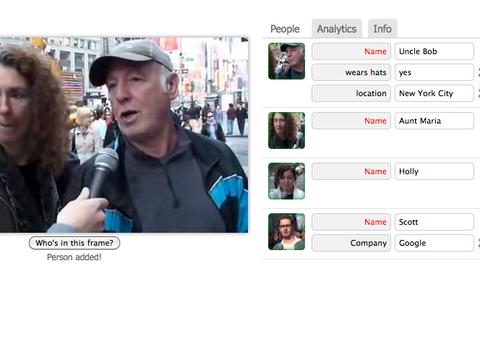 People Analytics Info
Name Uncle Bob
wears hats yes
location New York City
Name Aunt Maria
Name Holly
Name Scott
Company Google
Who's in this frame?
Person added!